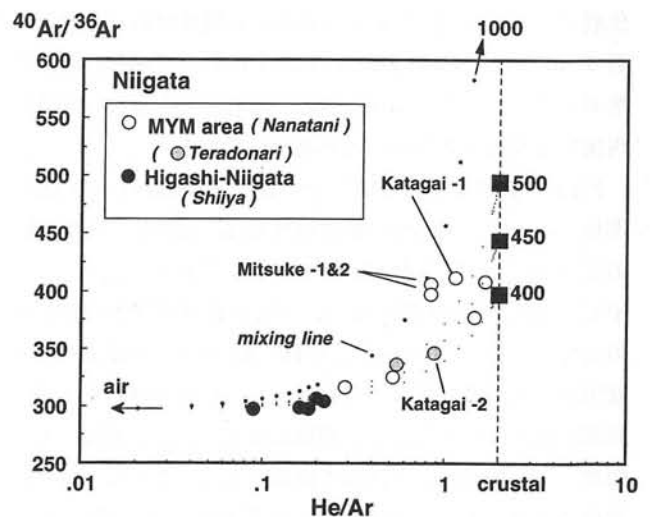 40Ar/36Ar
1000
600
Niigata
MYM area (Nanatani)
( Teradonari )
Higashi-Niigata
(Shiiya)
550
500
450
400
350
300
250
Katagai -1
500
450
400
Mitsuke -1&2
mixing line
Katagai -2
air
.01
.1
1
crustal
10
He/Ar